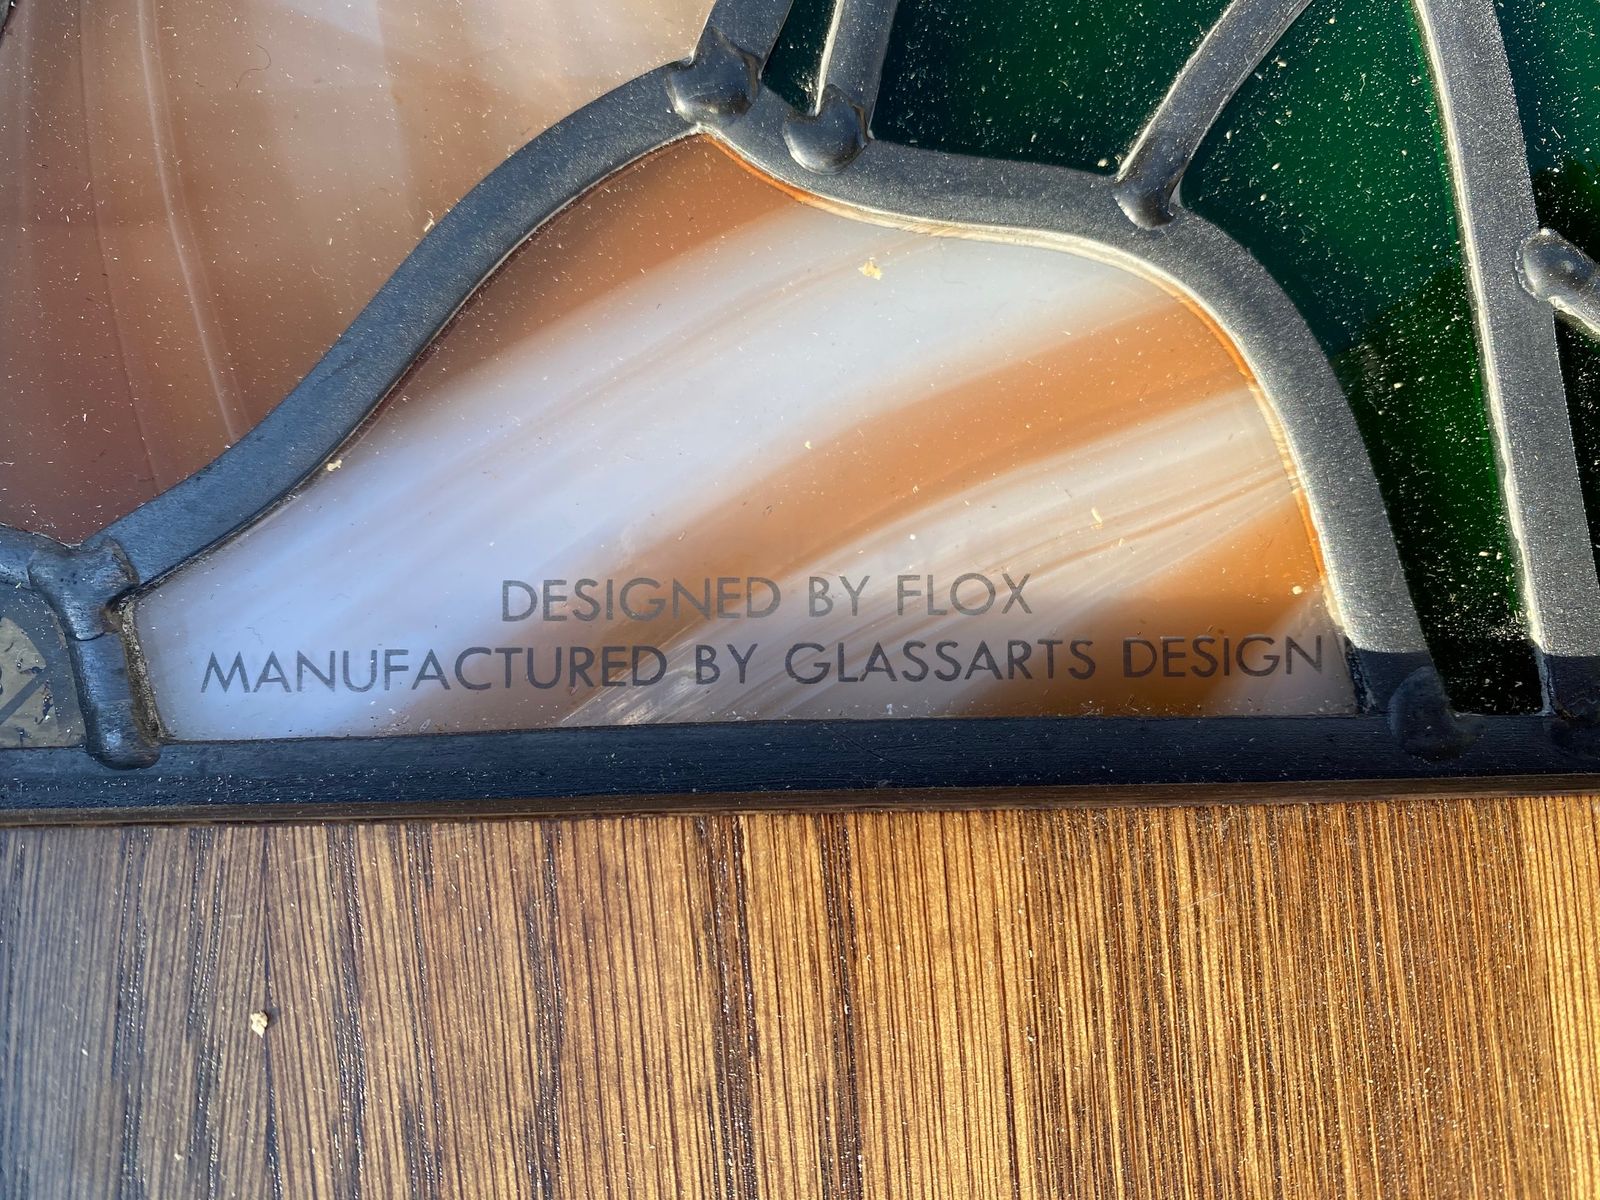 DESIGNED BY FLOX
MANUFACTURED BY GLASSARTS DESIGN